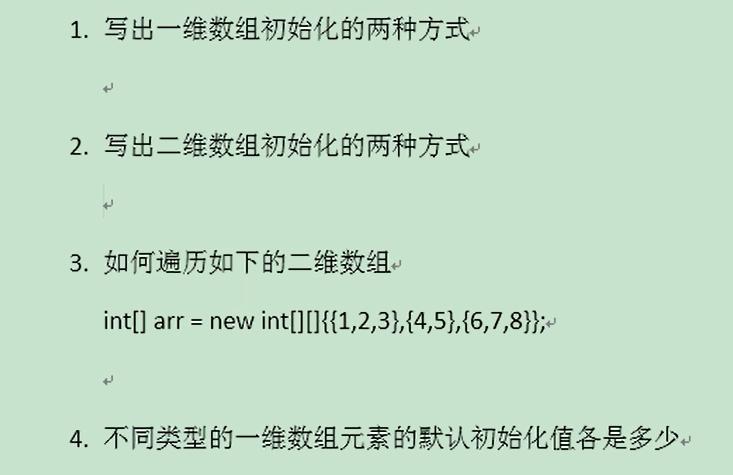 1. 写出一维数组初始化的两种方式
2. 写出二维数组初始化的两种方式
3. 如何遍历如下的二维数组
int[] arr = new int[][]{{1,2,3},{4,5},{6,7,8}};
4. 不同类型的一维数组元素的默认初始化值各是多少